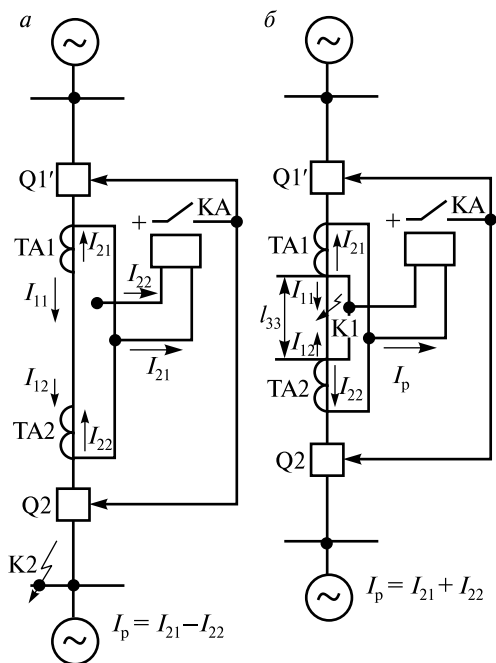 а
Q1′
+
KA
TA1
I21
I22
I11
I21
I12
TA2
I22
Q2
K2
Iр = I21 − I22
б
Q1′
+
KA
TA1
I21
I11
l33
K1
I12
Iр
TA2
I22
Q2
Iр = I21 + I22